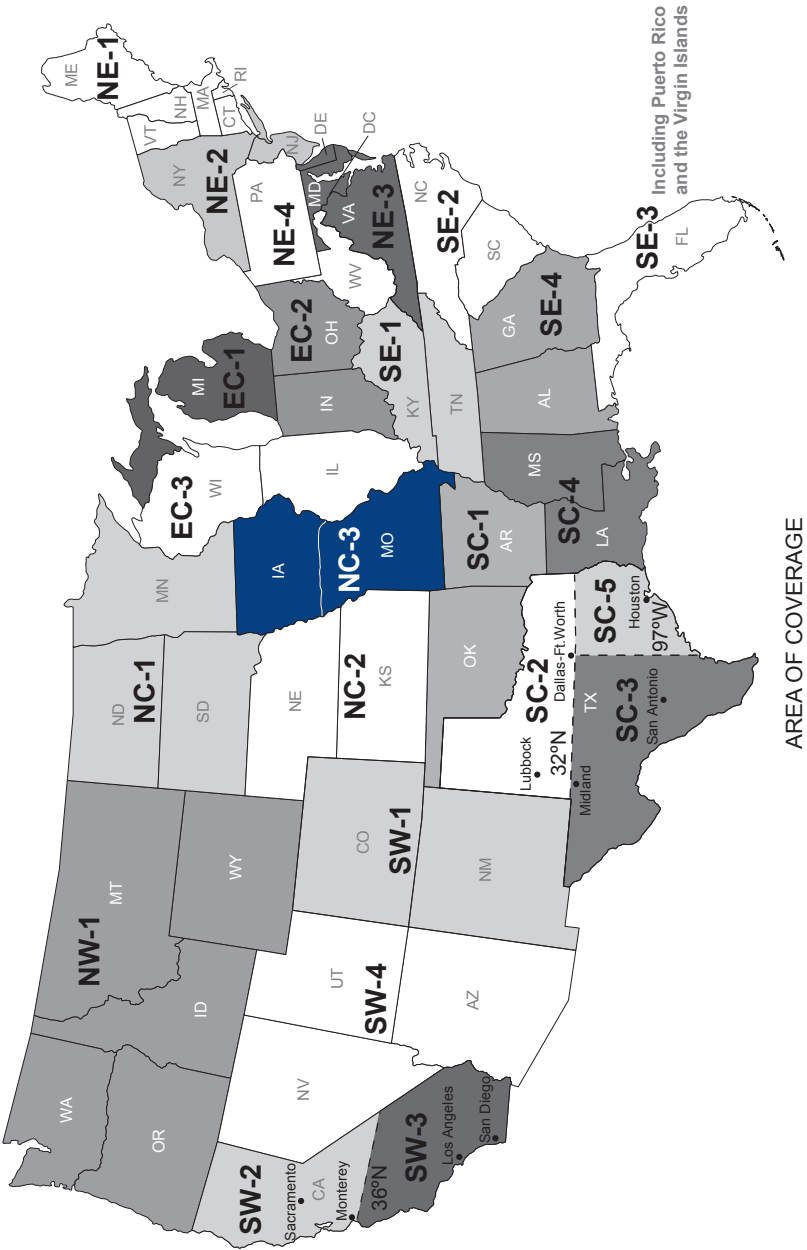 WA
OR
NW-1
MT
ID
WY
ND
NC-1
SD
MN
EC-3
WI
MI
EC-1
ME
NE-1
VT
NH
MA
RI
CT
NY
NE-2
NJ
PA
NE-4
DE
DC
MD
VA
NE-3
WV
EC-2
OH
IN
IL
IA
NC-3
MO
NE
NC-2
KS
NV
UT
SW-4
CO
SW-1
SW-2
Sacramento
CA
Monterey
36ºN
SW-3
Los Angeles
San Diego
AZ
NM
OK
SC-1
AR
SE-1
KY
TN
NC
SE-2
SC
GA
SE-4
AL
MS
SC-4
LA
Lubbock
SC-2
32ºN
Dallas-Ft.Worth
Midland
TX
SC-3
San Antonio
SC-5
Houston
97ºW
SE-3
Including Puerto Rico
and the Virgin Islands
FL
AREA OF COVERAGE